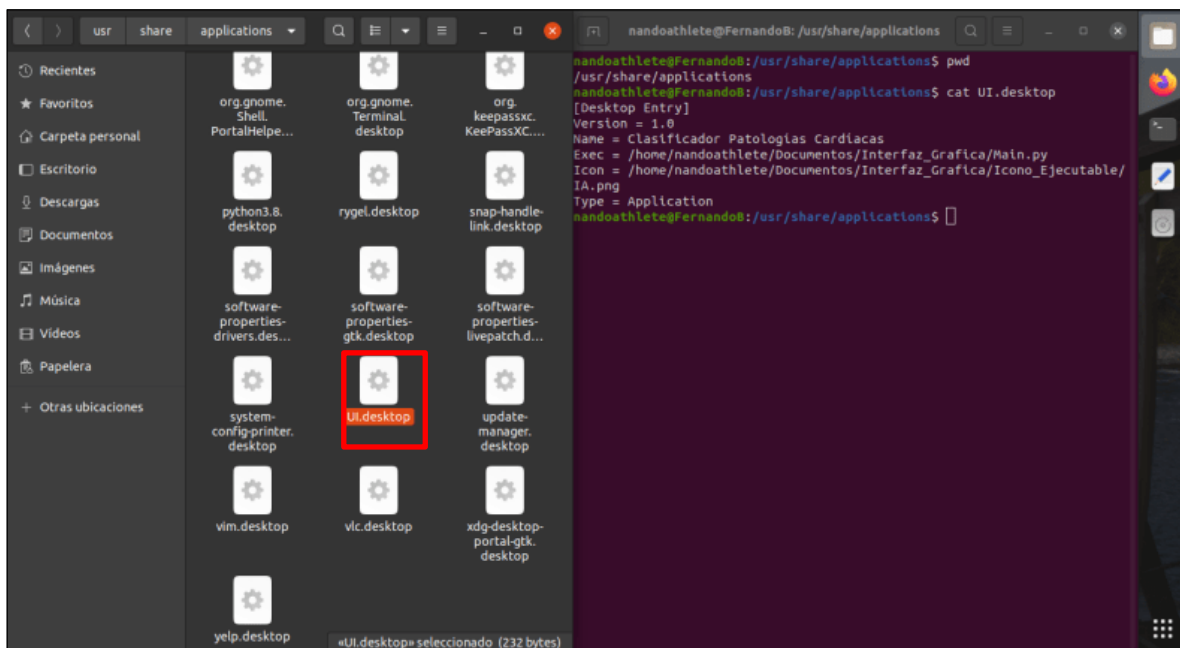 usr share applications
Recientes
Favoritos
Carpeta personal
Escritorio
Descargas
Documentos
Imágenes
Música
Vídeos
Papelera
+ Otras ubicaciones
org.gnome.
Shell.
PortalHelpe...
org.gnome.
Terminal.
desktop
org.
keepassxc.
KeePassXC....
python3.8.
desktop
rygel.desktop
snap-handle-
link.desktop
software-
properties-
drivers.des...
software-
properties-
gtk.desktop
software-
properties-
livepatch.d...
system-
config-printer.
desktop
UI.desktop
update-
manager.
desktop
vim.desktop
vlc.desktop
xdg-desktop-
portal-gtk.
desktop
yelp.desktop
«UI.desktop» seleccionado (232 bytes)
nandoathlete@FernandoB: /usr/share/applications
nandoathlete@FernandoB:/usr/share/applications$ pwd
/usr/share/applications
nandoathlete@FernandoB:/usr/share/applications$ cat UI.desktop
[Desktop Entry]
Version = 1.0
Name = Clasificador Patologias Cardiacas
Exec = /home/nandoathlete/Documentos/Interfaz_Grafica/Main.py
Icon = /home/nandoathlete/Documentos/Interfaz_Grafica/Icono_Ejecutable/
IA.png
Type = Application
nandoathlete@FernandoB:/usr/share/applications$